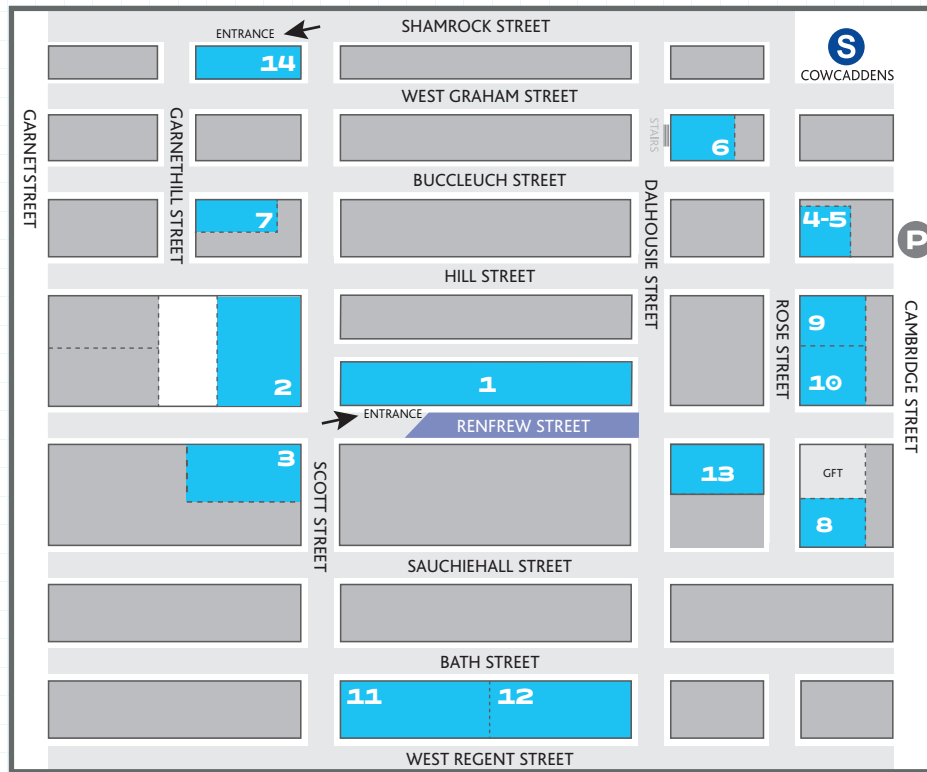 SHAMROCK STREET
ENTRANCE
14
S
COWCADDENS
WEST GRAHAM STREET
GARNETSTREET
GARNETHILL STREET
STAIRS
6
BUCCLEUCH STREET
DALHOUSIE STREET
7
4-5
P
HILL STREET
ROSE STREET
CAMBRIDGE STREET
9
2
1
10
ENTRANCE
RENFREW STREET
3
SCOTT STREET
13
GFT
8
SAUCHIEHALL STREET
BATH STREET
11
12
WEST REGENT STREET